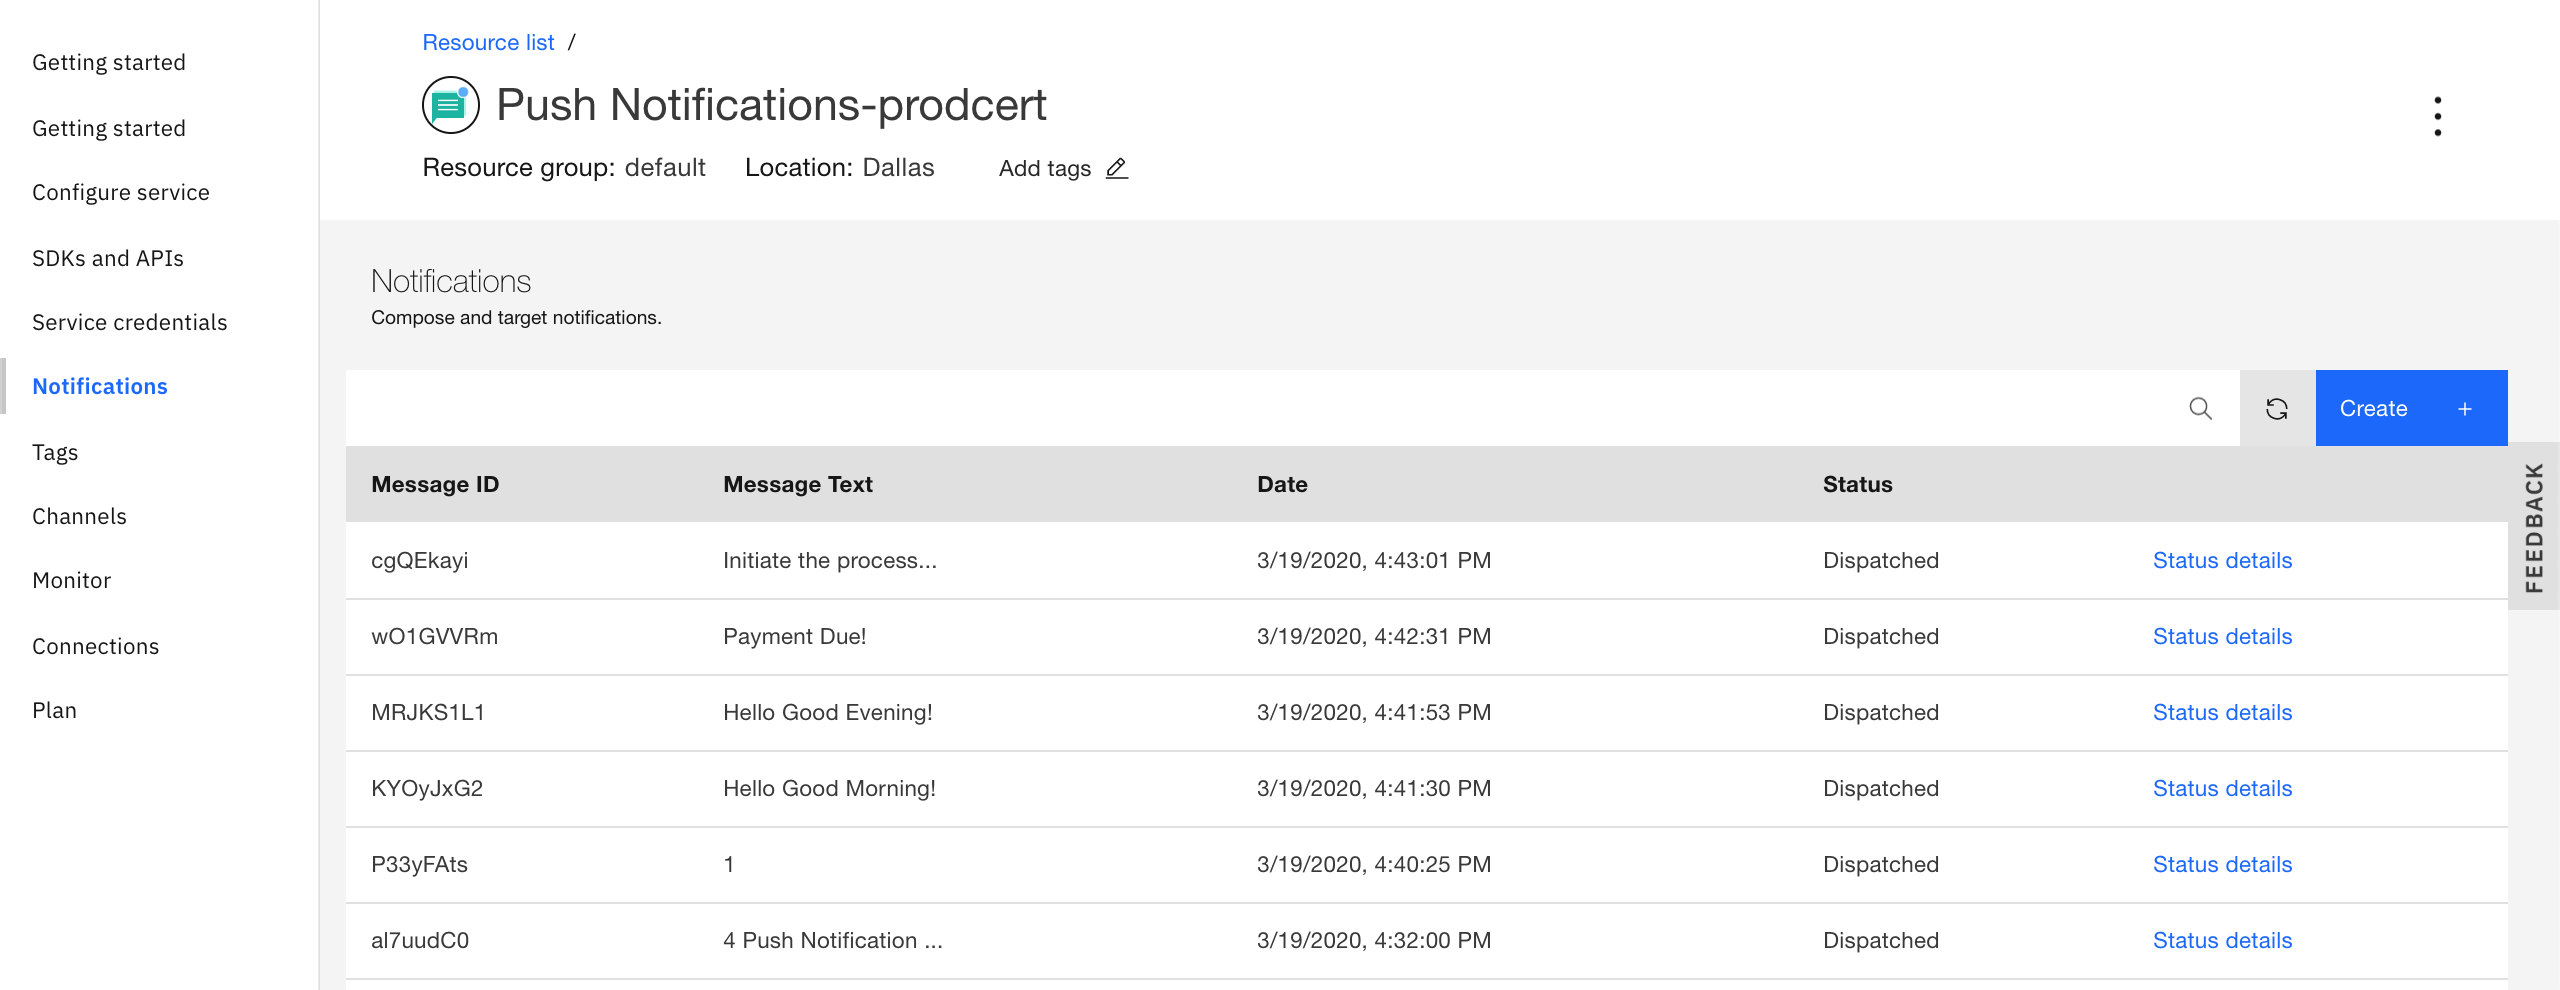 Getting started
Getting started
Configure service
SDKs and APIs
Service credentials
Notifications
Tags
Channels
Monitor
Connections
Plan
Resource list /
Push Notifications-prodcert
Resource group: default Location: Dallas Add tags
Notifications
Compose and target notifications.
Create +
Message ID Message Text Date Status
cgQEkayi Initiate the process... 3/19/2020, 4:43:01 PM Dispatched Status details
wO1GVVRm Payment Due! 3/19/2020, 4:42:31 PM Dispatched Status details
MRJKS1L1 Hello Good Evening! 3/19/2020, 4:41:53 PM Dispatched Status details
KYOyJxG2 Hello Good Morning! 3/19/2020, 4:41:30 PM Dispatched Status details
P33yFAts 1 3/19/2020, 4:40:25 PM Dispatched Status details
al7uudC0 4 Push Notification ... 3/19/2020, 4:32:00 PM Dispatched Status details
FEEDBACK